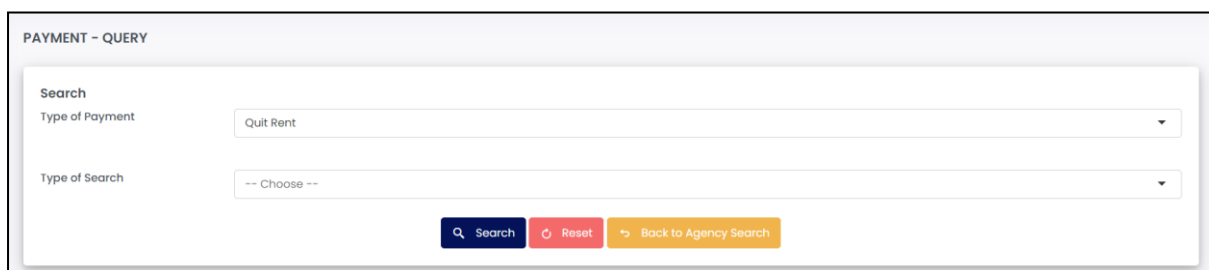 PAYMENT - QUERY
Search
Type of Payment
Quit Rent
Type of Search
-- Choose --
Search Reset Back to Agency Search